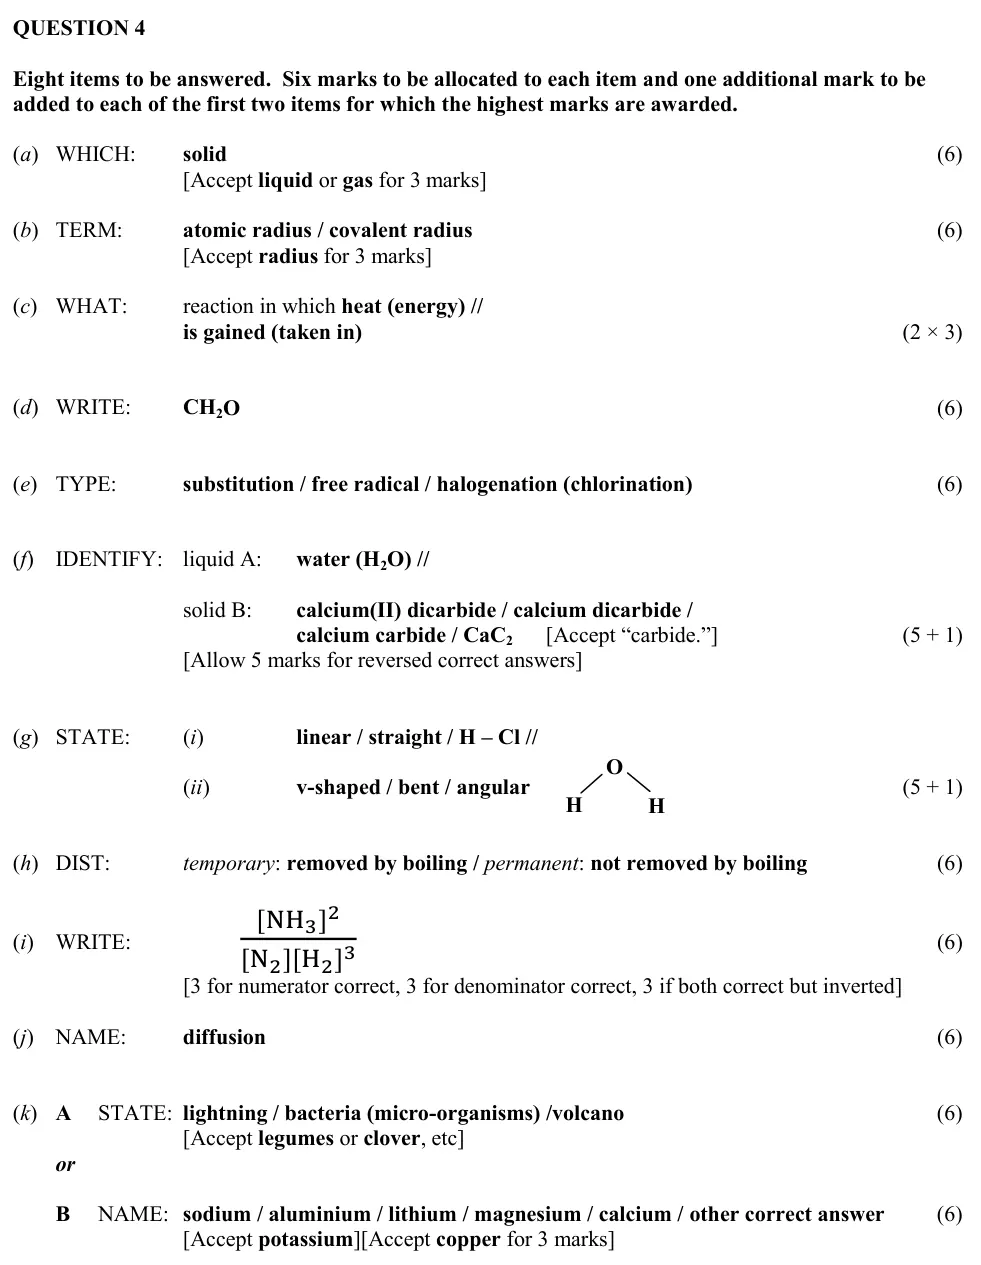 QUESTION 4
Eight items to be answered.  Six marks to be allocated to each item and one additional mark to be
added to each of the first two items for which the highest marks are awarded.
(a) WHICH: solid (6)
[Accept liquid or gas for 3 marks]
(b) TERM: atomic radius / covalent radius (6)
[Accept radius for 3 marks]
(c) WHAT: reaction in which heat (energy) //
is gained (taken in) (2 × 3)
(d) WRITE: CH₂O (6)
(e) TYPE: substitution / free radical / halogenation (chlorination) (6)
(f) IDENTIFY: liquid A: water (H₂O) //
solid B: calcium(II) dicarbide / calcium dicarbide /
calcium carbide / CaC₂ [Accept “carbide.”] (5 + 1)
[Allow 5 marks for reversed correct answers]
(g) STATE: (i) linear / straight / H – Cl //
O
(ii) v-shaped / bent / angular (5 + 1)
H H
(h) DIST: temporary: removed by boiling / permanent: not removed by boiling (6)
[NH₃]²
(i) WRITE: (6)
[N₂][H₂]³
[3 for numerator correct, 3 for denominator correct, 3 if both correct but inverted]
(j) NAME: diffusion (6)
(k) A STATE: lightning / bacteria (micro-organisms) /volcano (6)
[Accept legumes or clover, etc]
or
B NAME: sodium / aluminium / lithium / magnesium / calcium / other correct answer (6)
[Accept potassium][Accept copper for 3 marks]